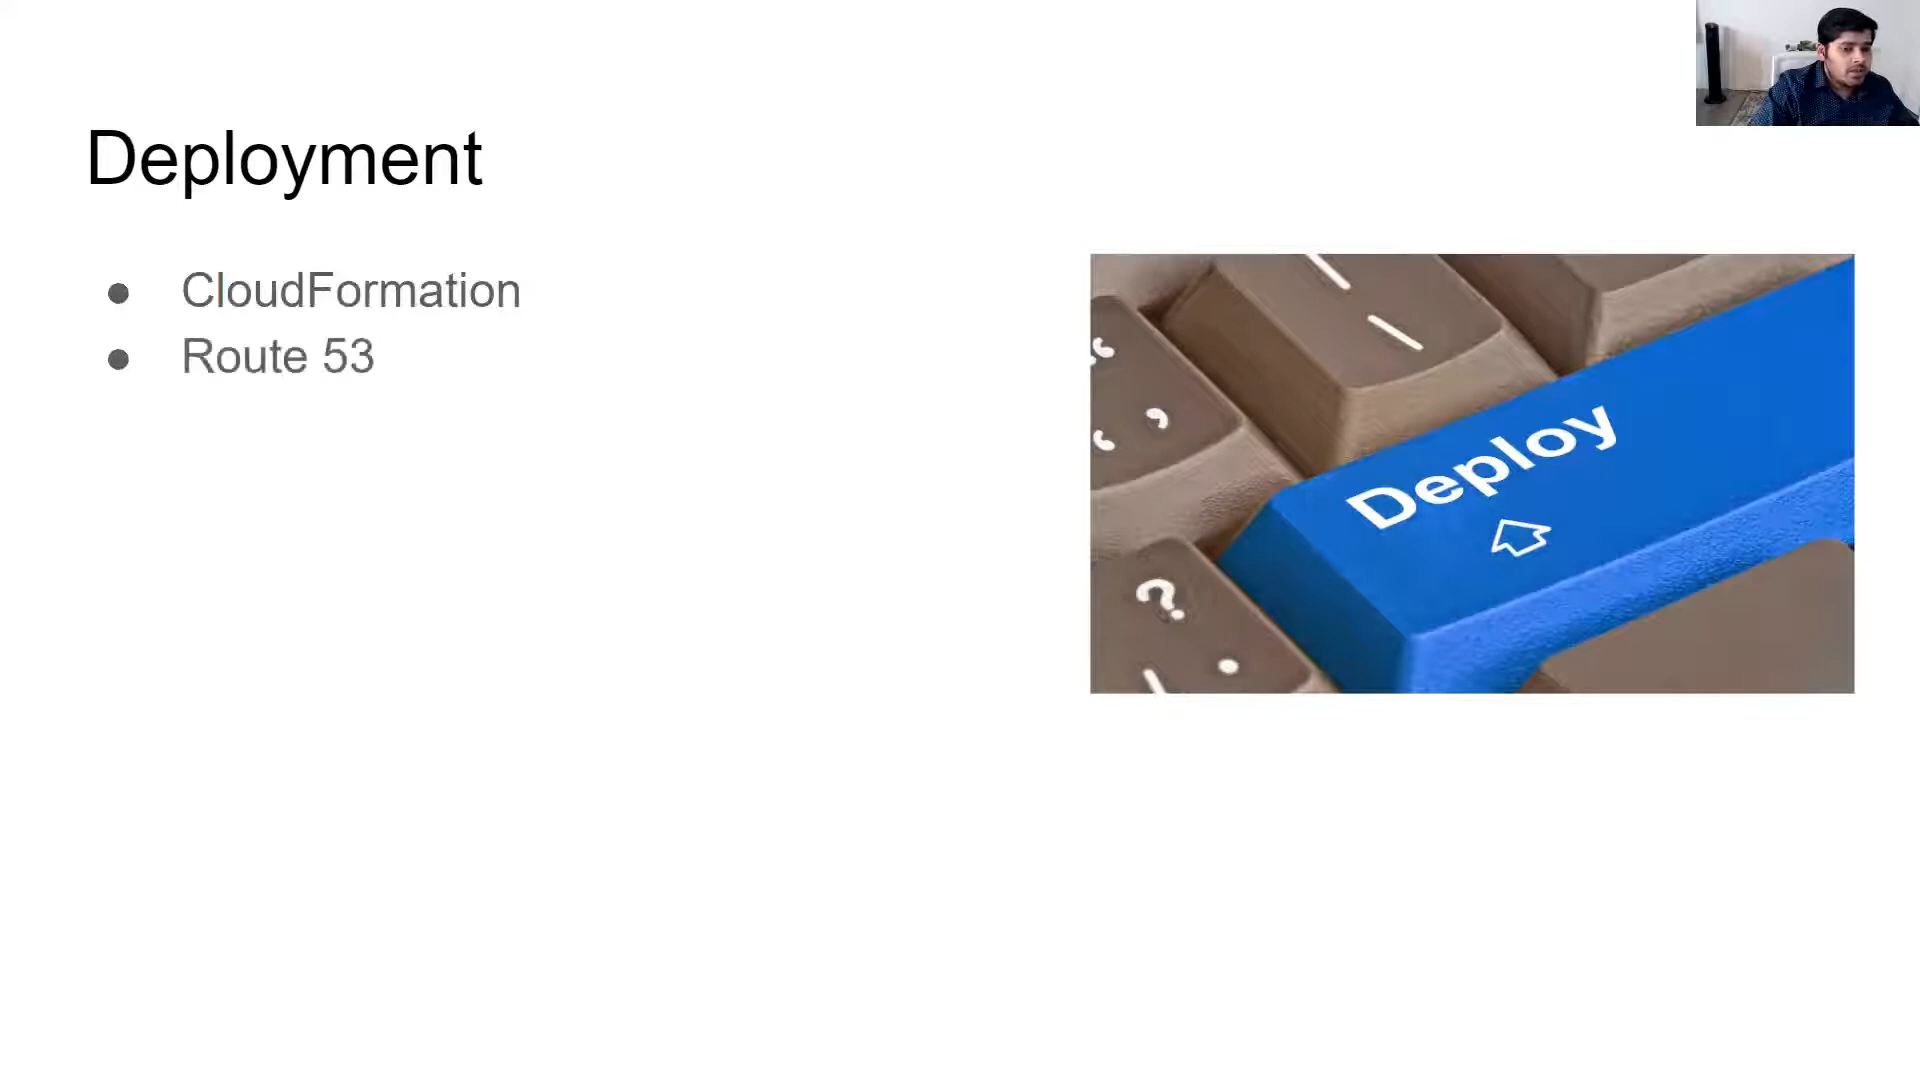 Deployment
● CloudFormation
● Route 53
Deploy